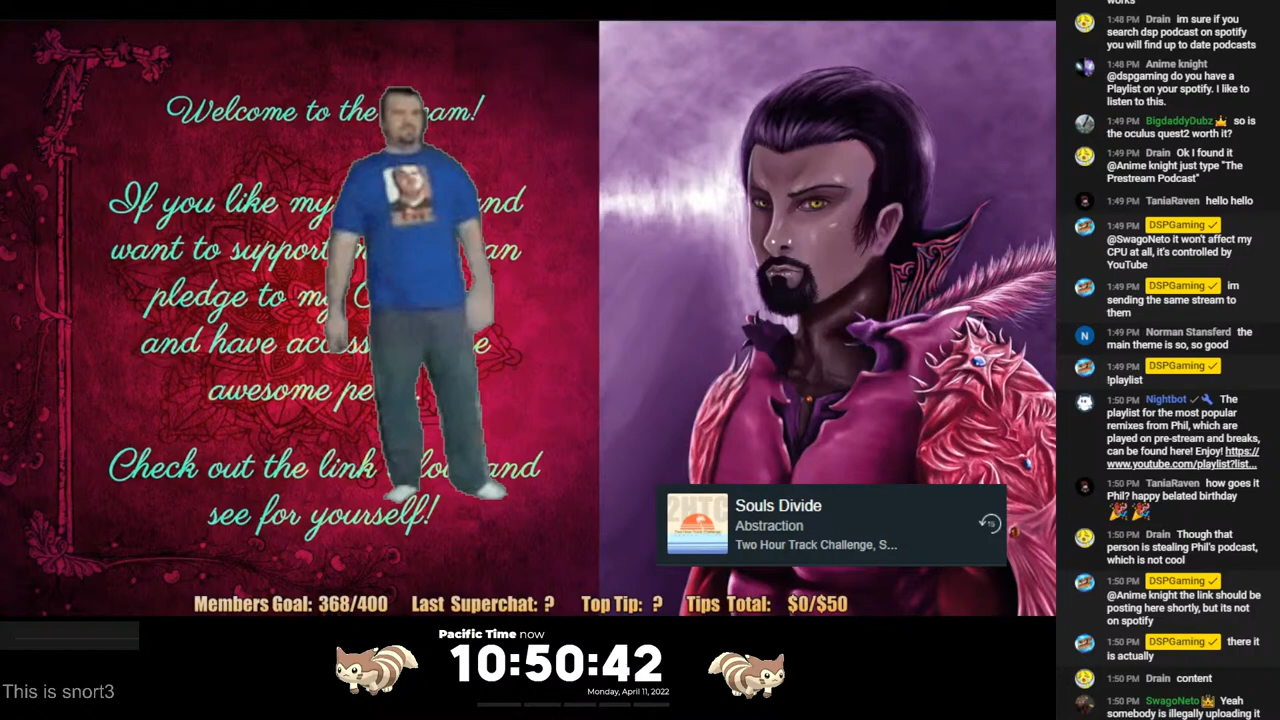 Welcome to the
am!
If you like my
and
want to support
an
pledge to my
and have access
e
awesome pe
Check out the link
and
see for yourself!
2HTC
Souls Divide
Abstraction
Two Hour Track Challenge, S...
15
Members Goal: 368/400 Last Superchat: ? Top Tip: ? Tips Total: $0/$50
Pacific Time now
10:50:42
Monday, April 11, 2022
This is snort3
works
1:48 PM Drain im sure if you
search dsp podcast on spotify
you will find up to date podcasts
1:48 PM Anime knight
@dspgaming do you have a
Playlist on your spotify. I like to
listen to this.
1:49 PM BigdaddyDubz so is
the oculus quest2 worth it?
1:49 PM Drain Ok I found it
@Anime knight just type "The
Prestream Podcast"
1:49 PM TaniaRaven hello hello
1:49 PM DSPGaming ✓
@SwagoNeto it won't affect my
CPU at all, it's controlled by
YouTube
1:49 PM DSPGaming ✓ im
sending the same stream to
them
N 1:49 PM Norman Stansferd the
main theme is so, so good
1:49 PM DSPGaming ✓
!playlist
1:50 PM Nightbot ✓ The
playlist for the most popular
remixes from Phil, which are
played on pre-stream and breaks,
can be found here! Enjoy! https://
www.youtube.com/playlist?list...
1:50 PM TaniaRaven how goes it
Phil? happy belated birthday
🎉 🎉
1:50 PM Drain Though that
person is stealing Phil's podcast,
which is not cool
1:50 PM DSPGaming ✓
@Anime knight the link should be
posting here shortly, but its not
on spotify
1:50 PM DSPGaming ✓ there
it is actually
1:50 PM Drain content
1:50 PM SwagoNeto Yeah
somebody is illegally uploading it